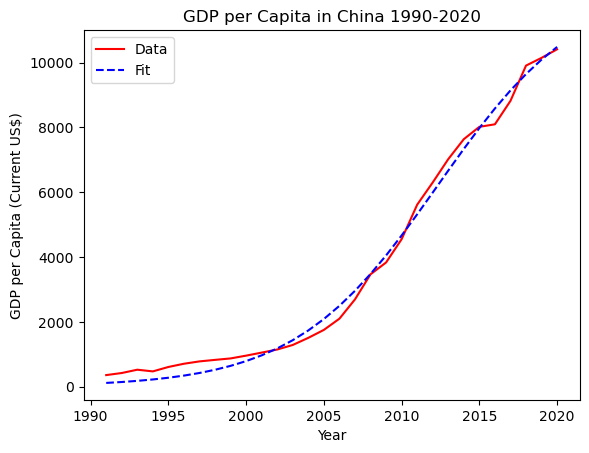 GDP per Capita in China 1990-2020
Data
Fit
10000
8000
6000
4000
2000
0
GDP per Capita (Current US$)
1990 1995 2000 2005 2010 2015 2020
Year